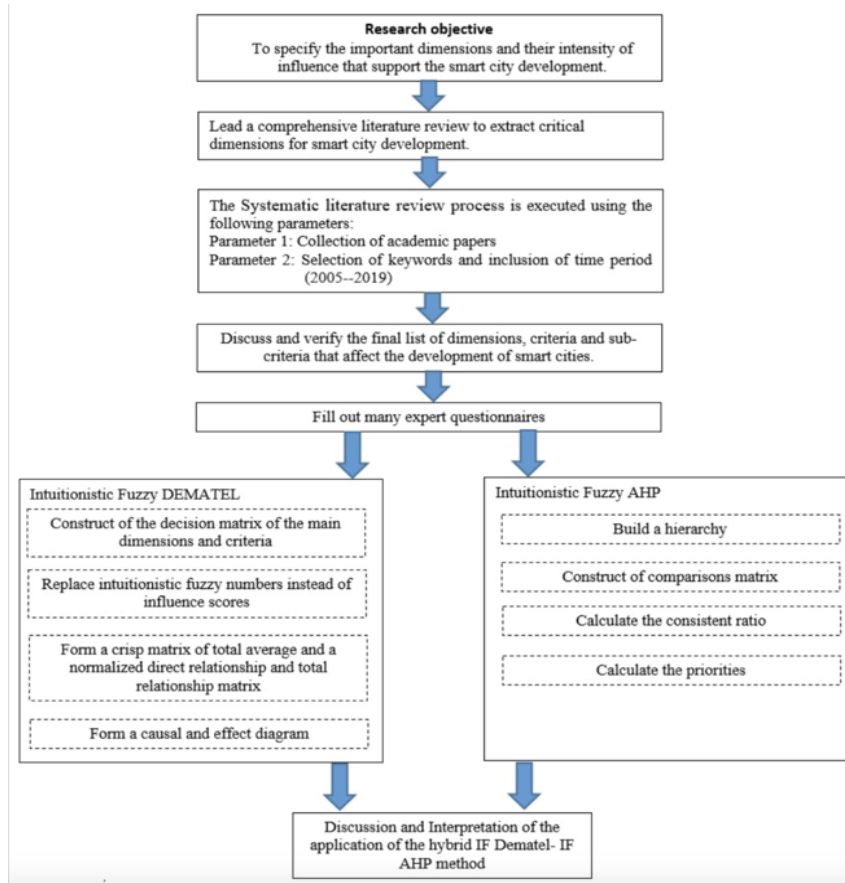 Research objective
To specify the important dimensions and their intensity of
influence that support the smart city development.
Lead a comprehensive literature review to extract critical
dimensions for smart city development.
The Systematic literature review process is executed using the
following parameters:
Parameter 1: Collection of academic papers
Parameter 2: Selection of keywords and inclusion of time period
(2005--2019)
Discuss and verify the final list of dimensions, criteria and sub-
criteria that affect the development of smart cities.
Fill out many expert questionnaires
Intuitionistic Fuzzy DEMATEL
Construct of the decision matrix of the main
dimensions and criteria
Replace intuitionistic fuzzy numbers instead of
influence scores
Form a crisp matrix of total average and a
normalized direct relationship and total
relationship matrix
Form a causal and effect diagram
Intuitionistic Fuzzy AHP
Build a hierarchy
Construct of comparisons matrix
Calculate the consistent ratio
Calculate the priorities
Discussion and Interpretation of the
application of the hybrid IF Dematel- IF
AHP method